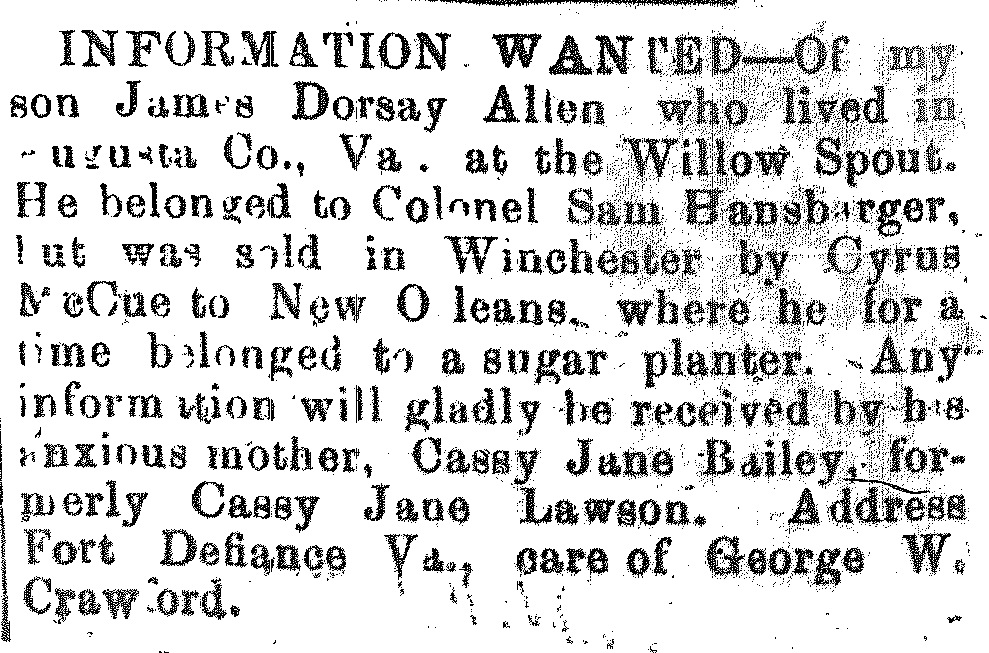 INFORMATION WANTED—Of my
son James Dorsay Allen who lived in
Augusta Co., Va. at the Willow Spout.
He belonged to Colonel Sam Hansbarger,
but was sold in Winchester by Cyrus
McCue to New Orleans, where he for a
time belonged to a sugar planter. Any
information will gladly be received by his
anxious mother, Cassy Jane Bailey, for-
merly Cassy Jane Lawson. Address
Fort Defiance Va., care of George W.
Crawford.